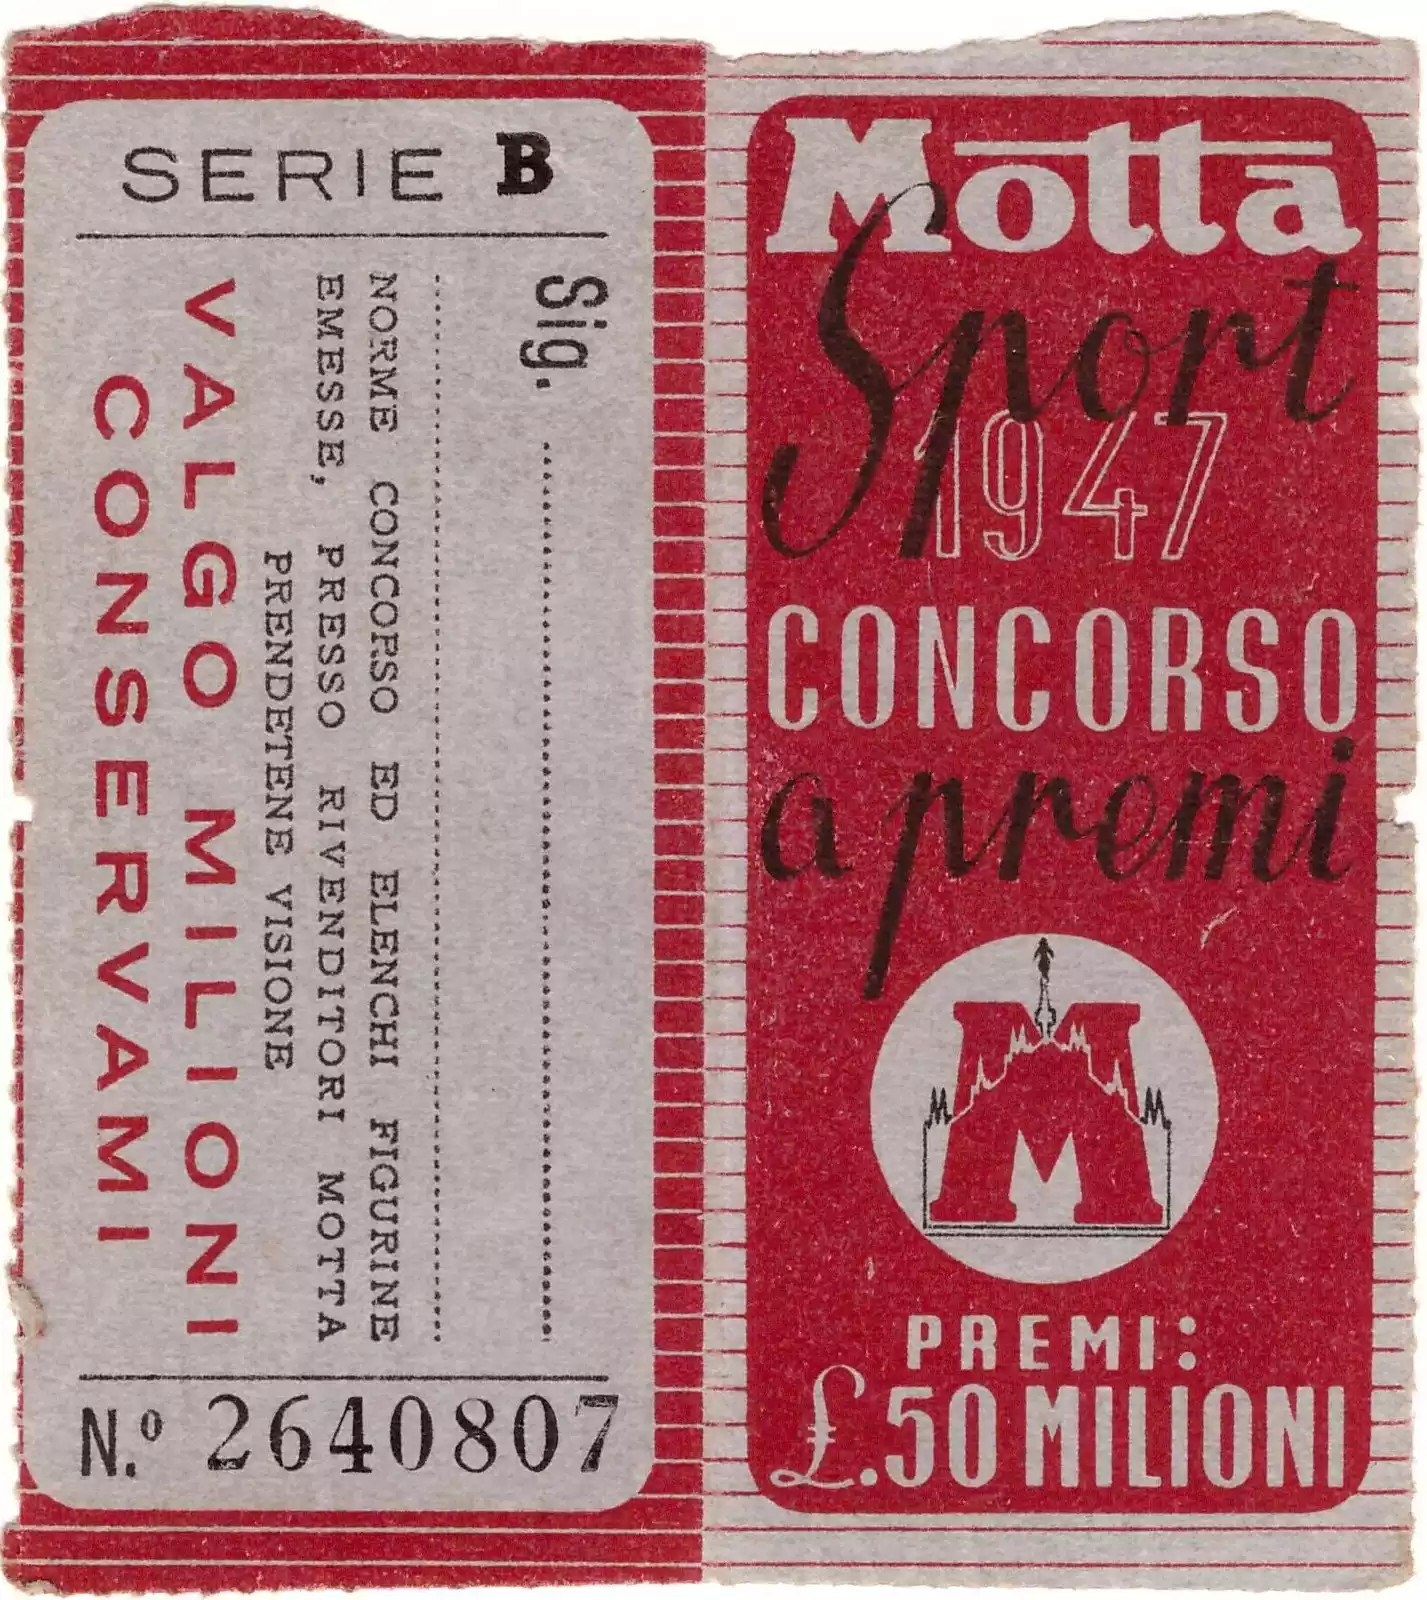 SERIE B
Sig.
NORME CONCORSO ED ELENCHI FIGURINE
EMESSE, PRESSO RIVENDITORI MOTTA
PRENDETENE VISIONE
VALGO MILIONI
CONSERVAMI
N.º 2640807
Motta
Sport
1947
CONCORSO
a premi
M
PREMI:
£.50 MILIONI